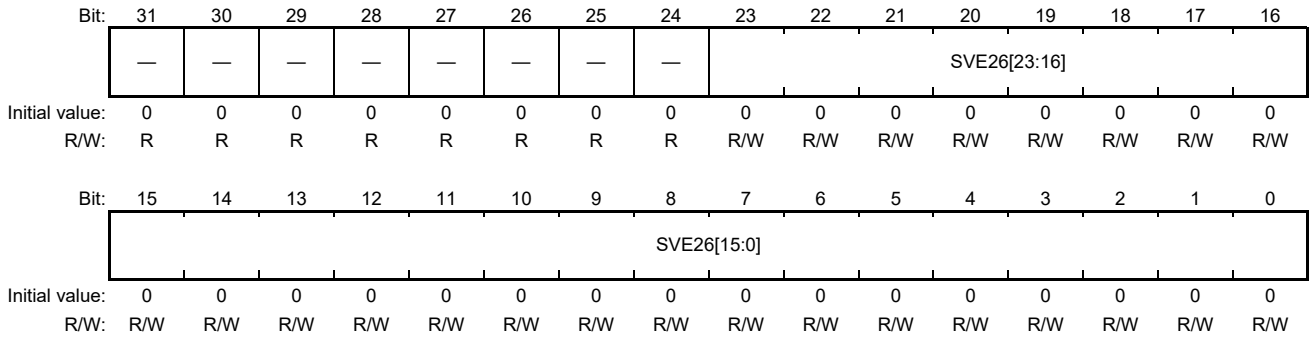 Bit: 31 30 29 28 27 26 25 24 23 22 21 20 19 18 17 16
— — — — — — — — SVE26[23:16]
Initial value: 0 0 0 0 0 0 0 0 0 0 0 0 0 0 0 0
R/W: R R R R R R R R R/W R/W R/W R/W R/W R/W R/W R/W
Bit: 15 14 13 12 11 10 9 8 7 6 5 4 3 2 1 0
SVE26[15:0]
Initial value: 0 0 0 0 0 0 0 0 0 0 0 0 0 0 0 0
R/W: R/W R/W R/W R/W R/W R/W R/W R/W R/W R/W R/W R/W R/W R/W R/W R/W